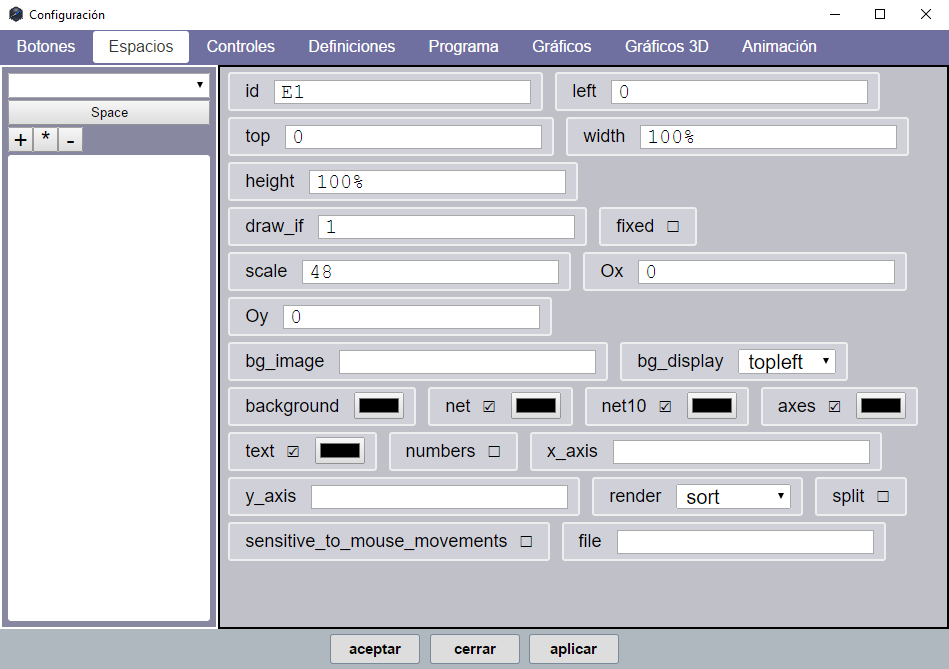 Configuración
Botones Espacios Controles Definiciones Programa Gráficos Gráficos 3D Animación
Space
+ * -
id E1 left 0
top 0 width 100%
height 100%
draw_if 1 fixed
scale 48 Ox 0
Oy 0
bg_image bg_display topleft
background net net10 axes
text numbers x_axis
y_axis render sort split
sensitive_to_mouse_movements file
aceptar cerrar aplicar